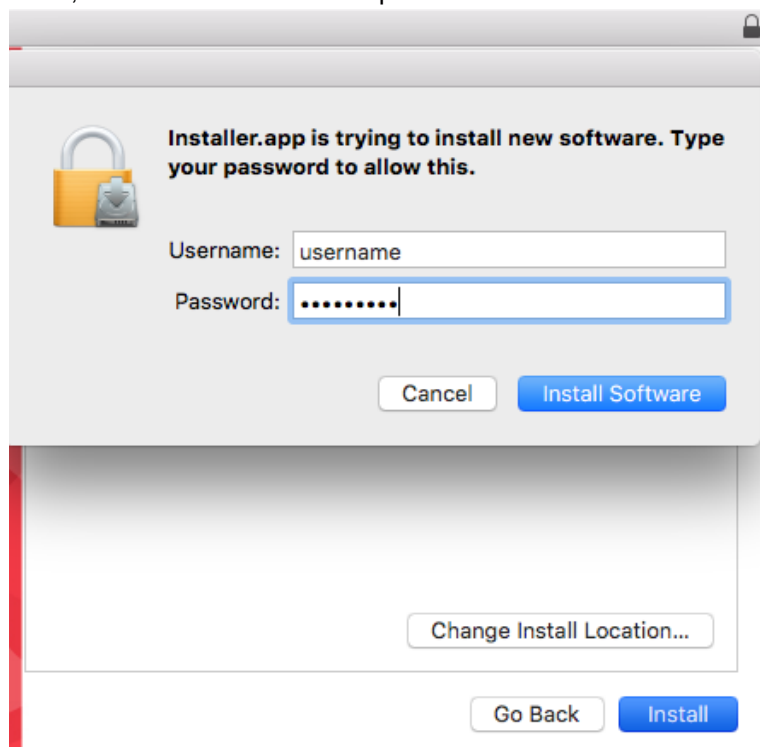 Installer.app is trying to install new software. Type
your password to allow this.
Username: username
Password: •••••••••
Cancel Install Software
Change Install Location...
Go Back Install